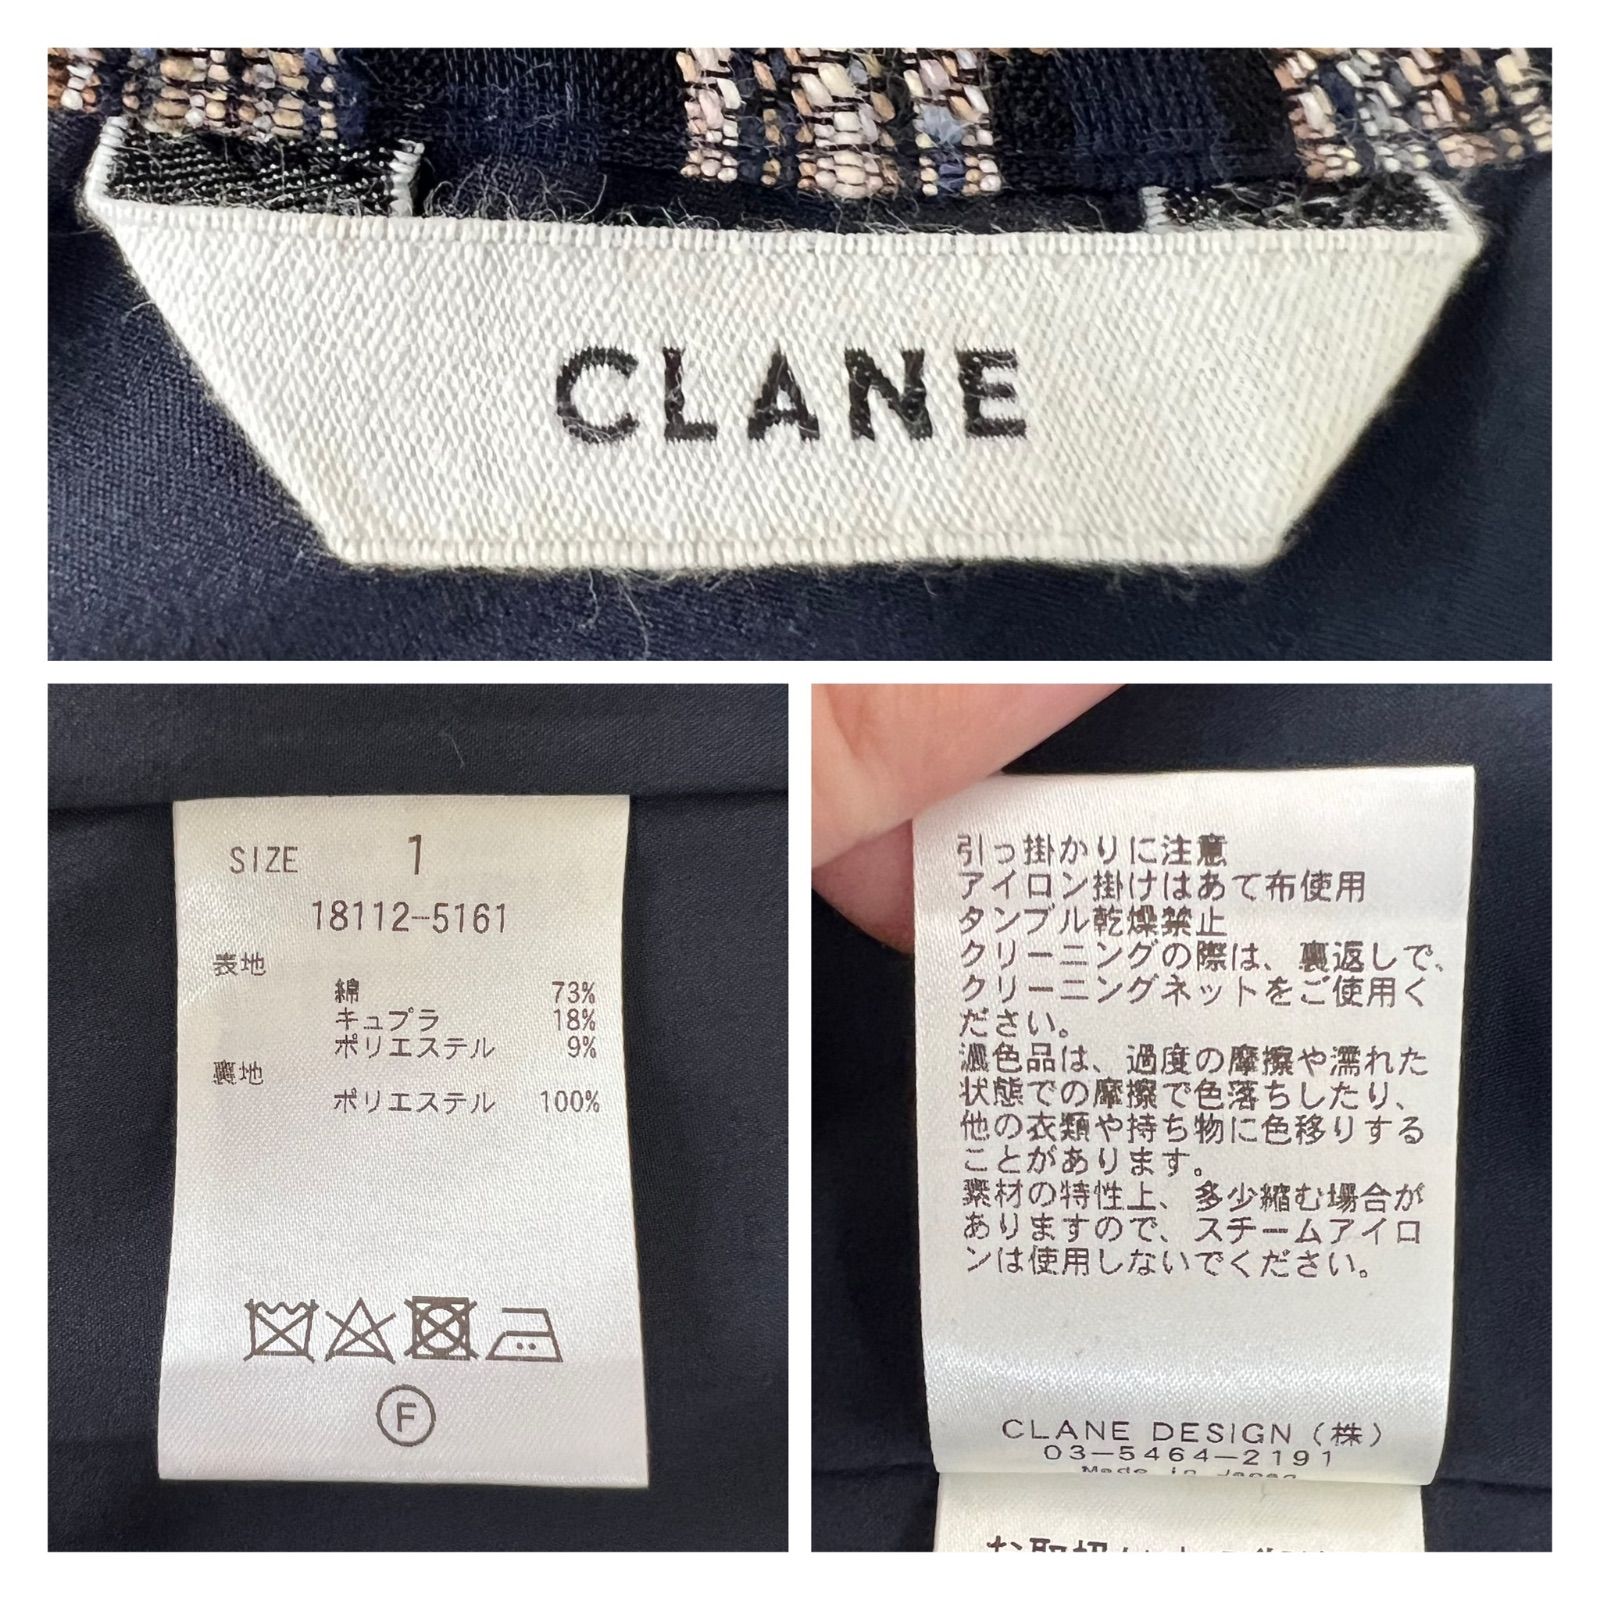 CLANE
SIZE 1
18112-5161
表地
綿 73%
キュプラ 18%
ポリエステル 9%
裏地
ポリエステル 100%
F
引っ掛かりに注意
アイロン掛けはあて布使用
タンブル乾燥禁止
クリーニングの際は、裏返しで、
クリーニングネットをご使用く
ださい。
濃色品は、過度の摩擦や濡れた
状態での摩擦で色落ちしたり、
他の衣類や持ち物に色移りする
ことがあります。
素材の特性上、多少縮む場合が
ありますので、スチームアイロ
ンは使用しないでください。
CLANE DESIGN (株)
03-5464-2191
Made in Japan